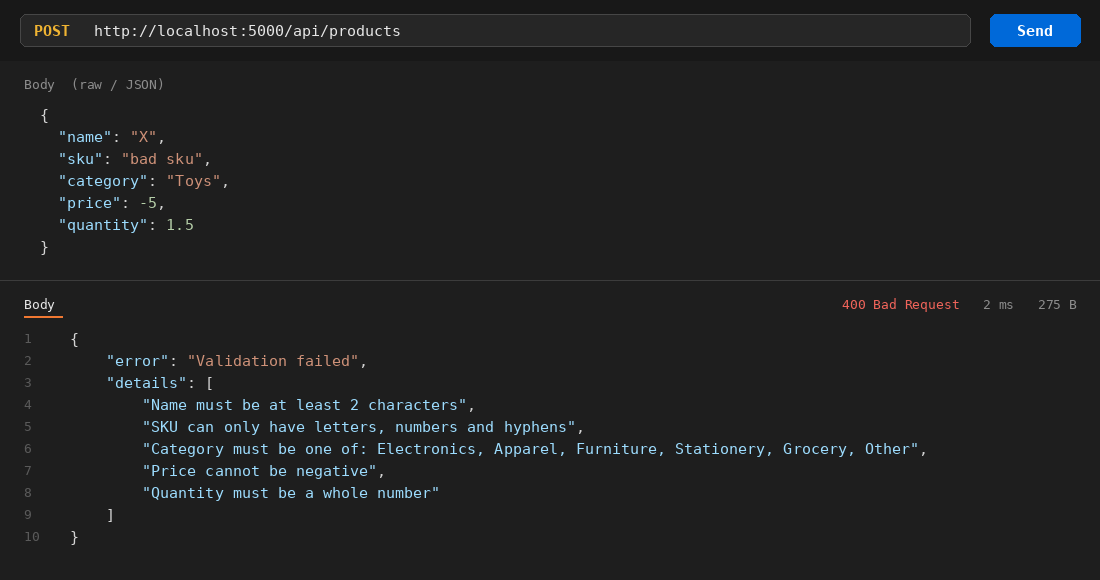 POST http://localhost:5000/api/products Send
Body (raw / JSON)
{
"name": "X",
"sku": "bad sku",
"category": "Toys",
"price": -5,
"quantity": 1.5
}
Body 400 Bad Request 2 ms 275 B
1 {
2 "error": "Validation failed",
3 "details": [
4 "Name must be at least 2 characters",
5 "SKU can only have letters, numbers and hyphens",
6 "Category must be one of: Electronics, Apparel, Furniture, Stationery, Grocery, Other",
7 "Price cannot be negative",
8 "Quantity must be a whole number"
9 ]
10 }